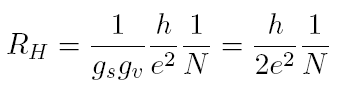 R_H = \frac{1}{g_s g_v} \frac{h}{e^2} \frac{1}{N} = \frac{h}{2e^2} \frac{1}{N}